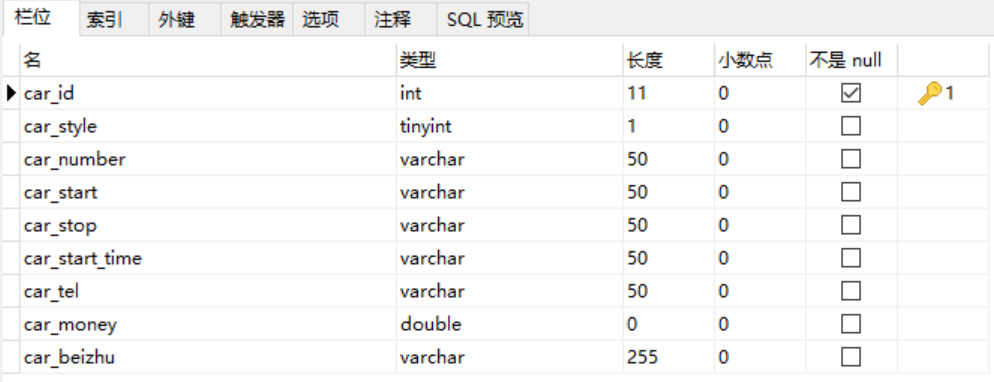 栏位 索引 外键 触发器 选项 注释 SQL 预览
名 类型 长度 小数点 不是 null
car_id int 11 0 1
car_style tinyint 1 0
car_number varchar 50 0
car_start varchar 50 0
car_stop varchar 50 0
car_start_time varchar 50 0
car_tel varchar 50 0
car_money double 0 0
car_beizhu varchar 255 0